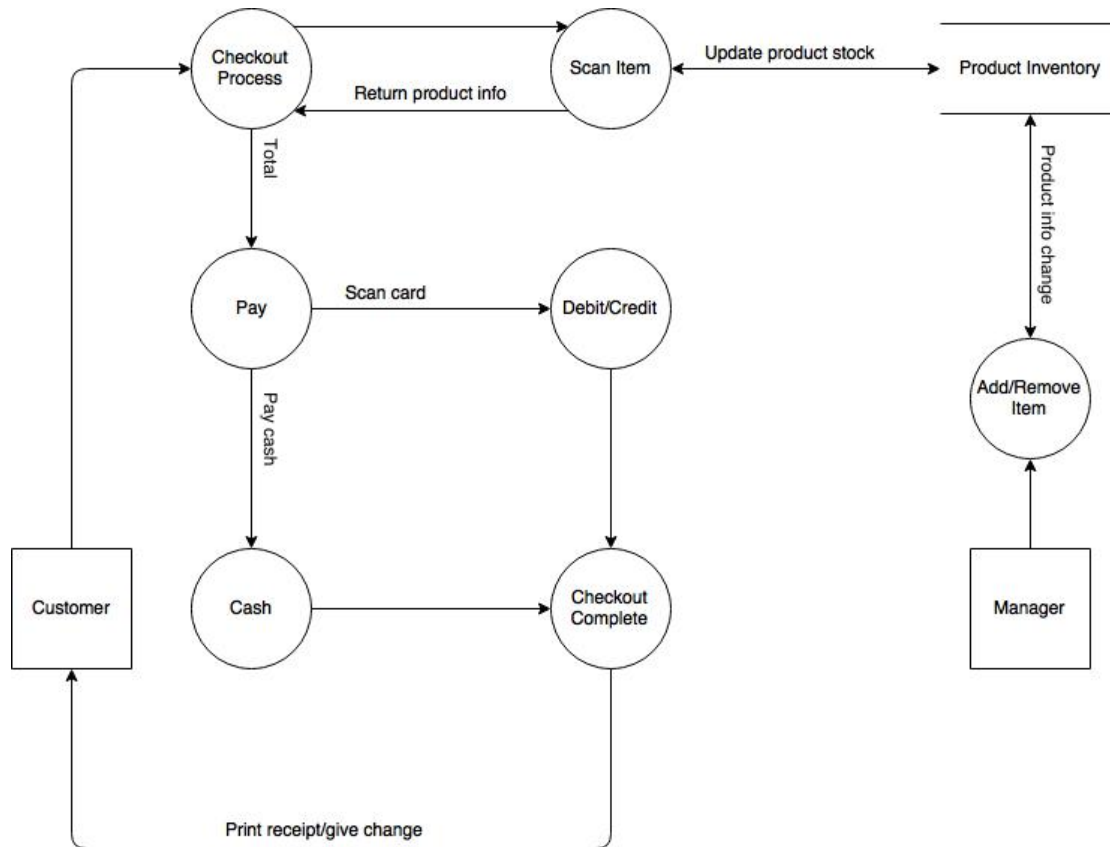 Checkout
Process
Scan Item
Update product stock
Product Inventory
Return product info
Total
Product info change
Pay
Scan card
Debit/Credit
Add/Remove
Item
Pay cash
Customer
Cash
Checkout
Complete
Manager
Print receipt/give change